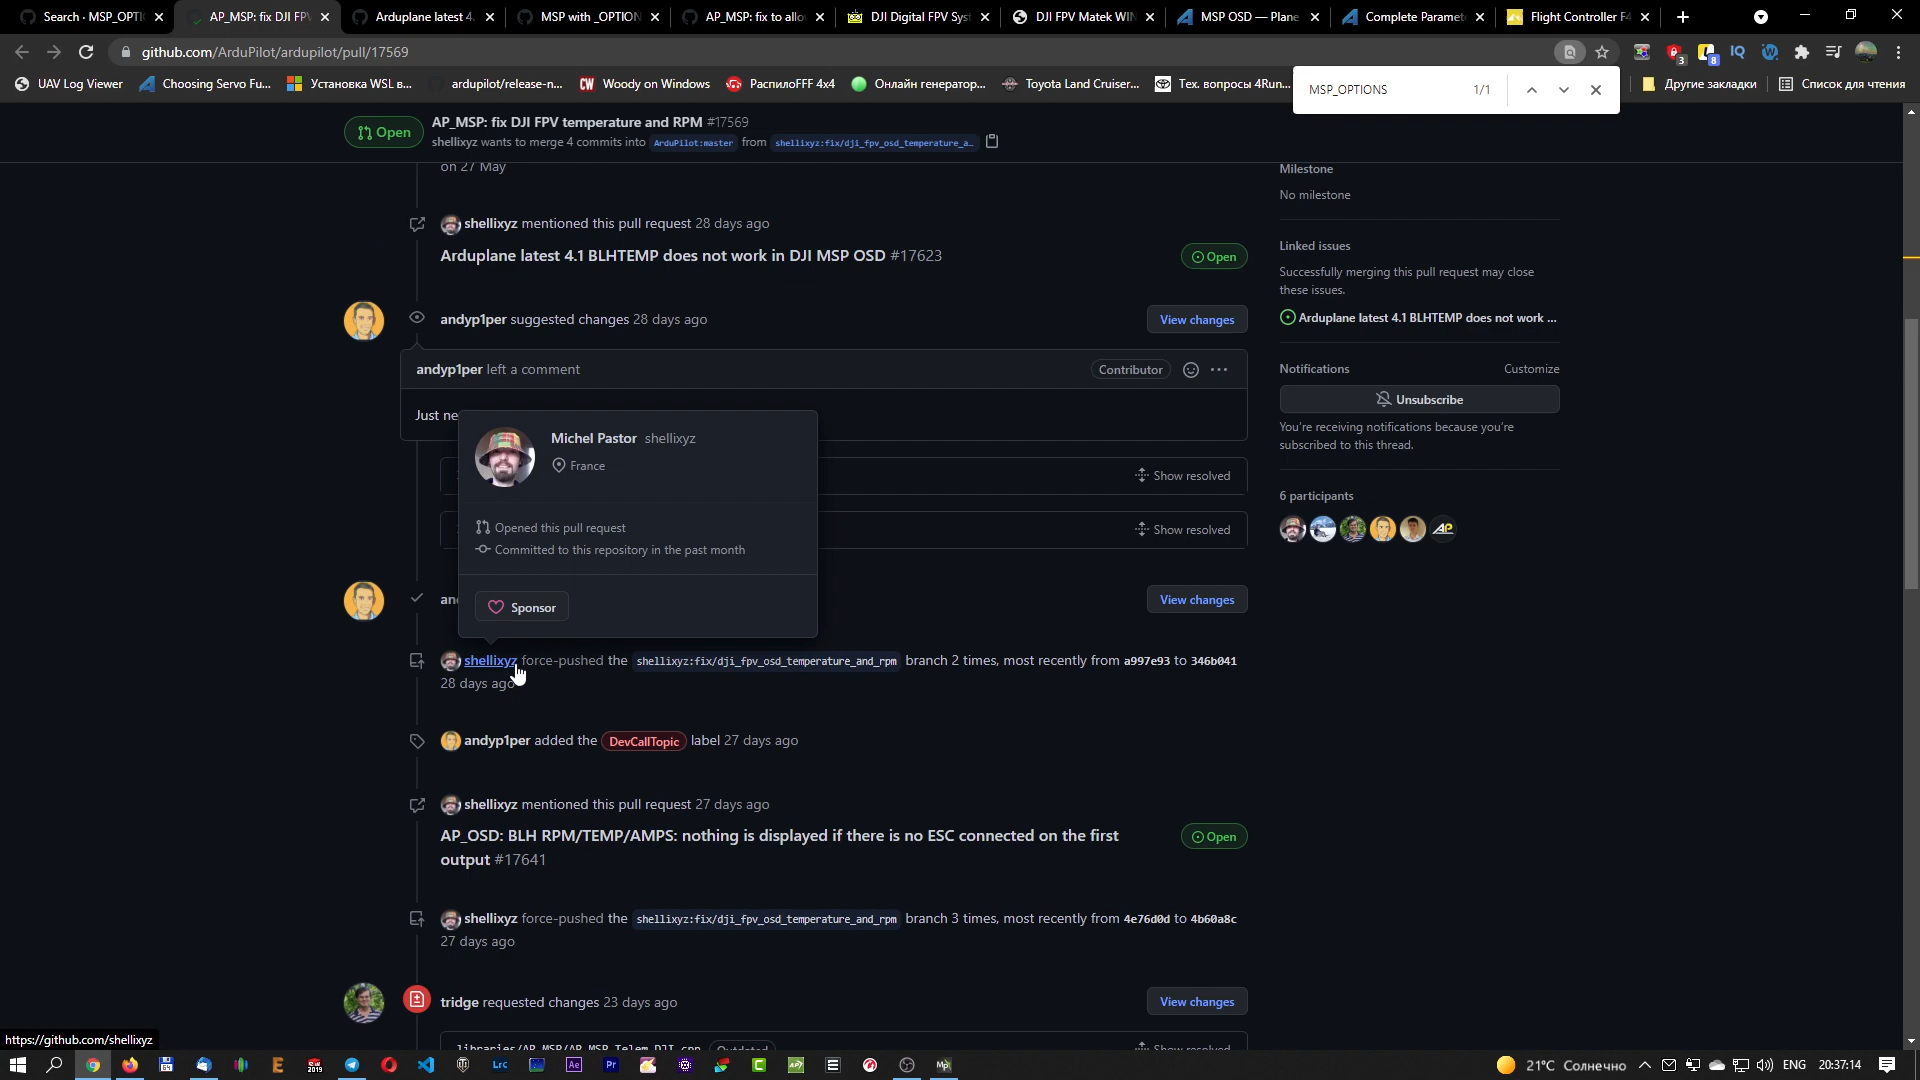 Search · MSP_OPTI
AP_MSP: fix DJI FP
Arduplane latest 4.
MSP with _OPTION
AP_MSP: fix to allo
DJI Digital FPV Sys
DJI FPV Matek WIN
MSP OSD — Plane
Complete Paramet
Flight Controller F4
github.com/ArduPilot/ardupilot/pull/17569
3
8
UAV Log Viewer
Choosing Servo Fu...
Установка WSL в...
ardupilot/release-n...
Woody on Windows
РаспилоFFF 4x4
Онлайн генератор...
Toyota Land Cruiser...
Тех. вопросы 4Run...
Другие закладки
Список для чтения
MSP_OPTIONS 1/1
Open
AP_MSP: fix DJI FPV temperature and RPM #17569
shellixyz wants to merge 4 commits into ArduPilot:master from shellixyz:fix/dji_fpv_osd_temperature_a…
on 27 May
shellixyz mentioned this pull request 28 days ago
Arduplane latest 4.1 BLHTEMP does not work in DJI MSP OSD #17623
Open
andyp1per suggested changes 28 days ago
View changes
andyp1per left a comment
Contributor
Just ne
Michel Pastor shellixyz
France
Opened this pull request
Committed to this repository in the past month
Sponsor
Show resolved
Show resolved
an
View changes
shellixyz force-pushed the shellixyz:fix/dji_fpv_osd_temperature_and_rpm branch 2 times, most recently from a997e93 to 346b041
28 days ago
andyp1per added the DevCallTopic label 27 days ago
shellixyz mentioned this pull request 27 days ago
AP_OSD: BLH RPM/TEMP/AMPS: nothing is displayed if there is no ESC connected on the first
output #17641
Open
shellixyz force-pushed the shellixyz:fix/dji_fpv_osd_temperature_and_rpm branch 3 times, most recently from 4e76d0d to 4b60a8c
27 days ago
tridge requested changes 23 days ago
View changes
libraries/AP_MSP/AP_MSP_Telem_DJI.cpp Outdated
Show resolved
Milestone
No milestone
Linked issues
Successfully merging this pull request may close
these issues.
Arduplane latest 4.1 BLHTEMP does not work ...
Notifications
Customize
Unsubscribe
You're receiving notifications because you're
subscribed to this thread.
6 participants
https://github.com/shellixyz
21°C Солнечно
ENG
20:37:14